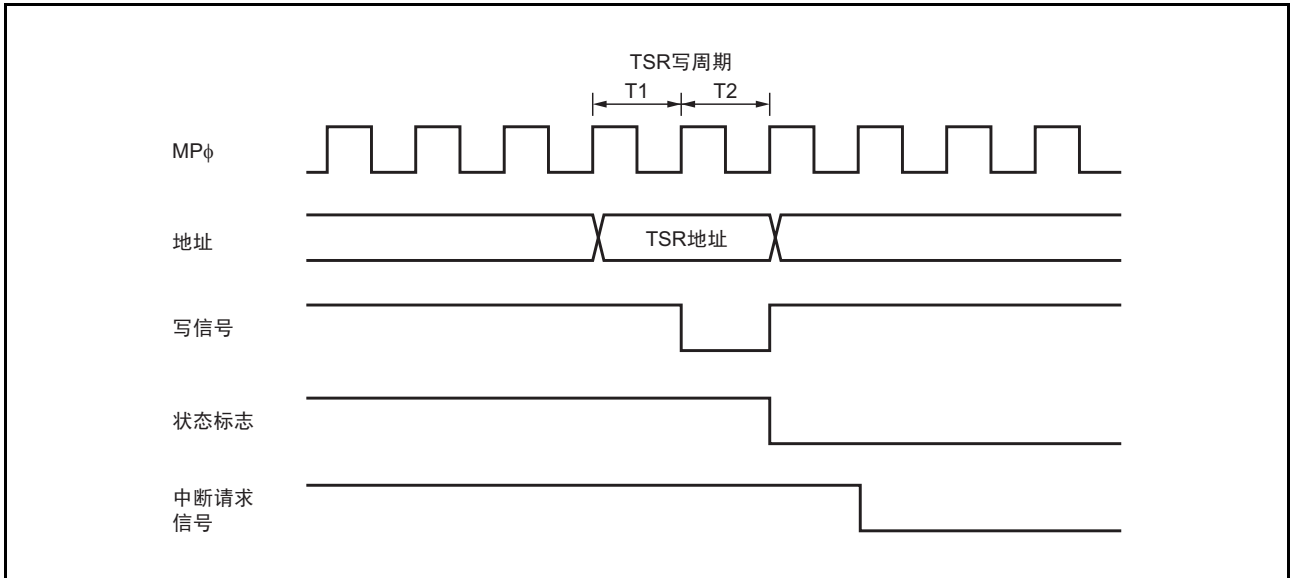 TSR写周期
T1 T2
MPϕ
地址
TSR地址
写信号
状态标志
中断请求
信号